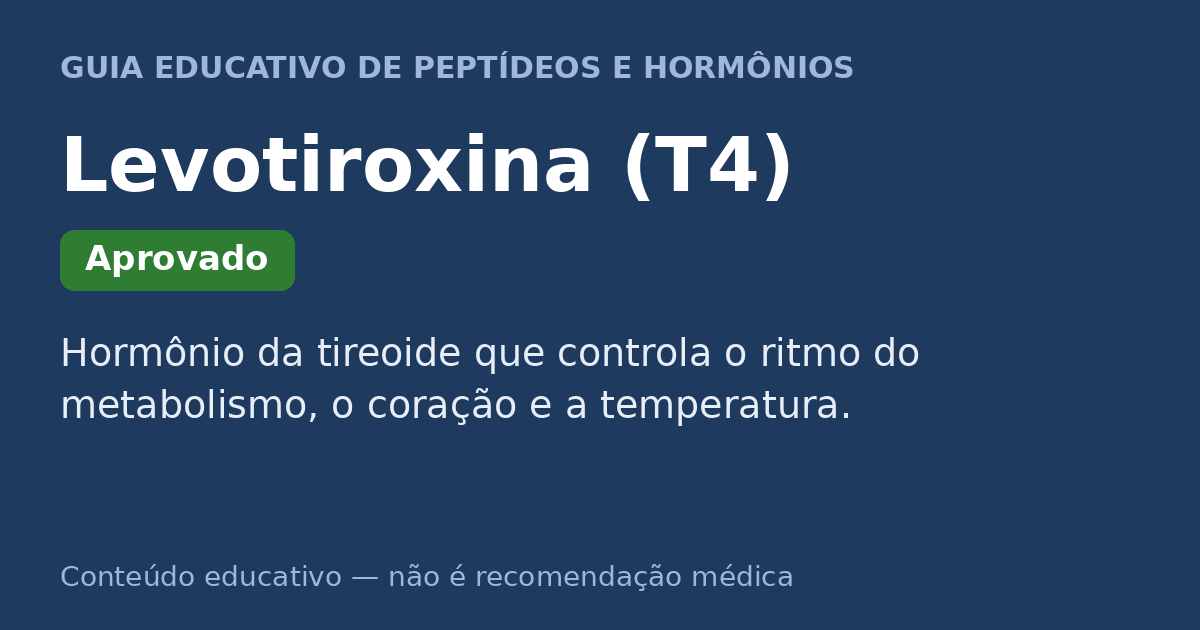 GUIA EDUCATIVO DE PEPTÍDEOS E HORMÔNIOS
Levotiroxina (T4)
Aprovado
Hormônio da tireoide que controla o ritmo do
metabolismo, o coração e a temperatura.
Conteúdo educativo — não é recomendação médica